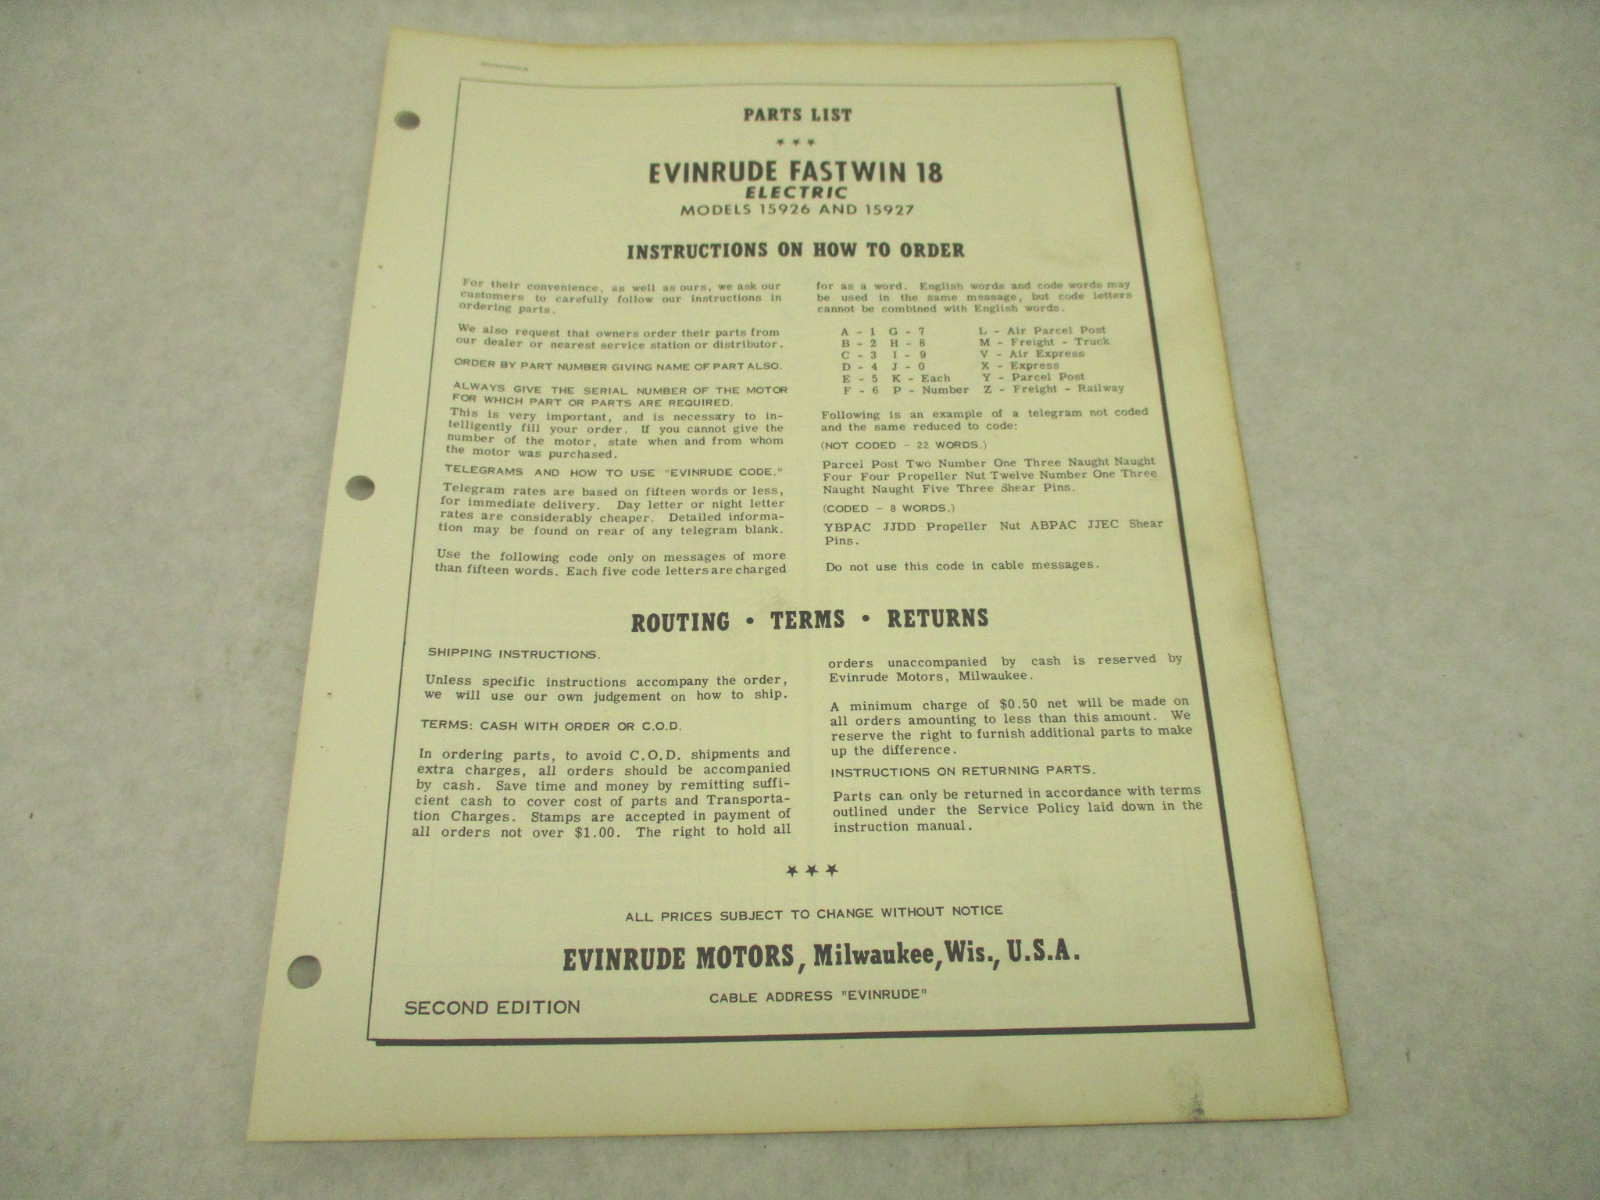 PARTS LIST
★ ★ ★
EVINRUDE FASTWIN 18
ELECTRIC
MODELS 15926 AND 15927
INSTRUCTIONS ON HOW TO ORDER
For their convenience, as well as ours, we ask our
customers to carefully follow our instructions in
ordering parts.
We also request that owners order their parts from
our dealer or nearest service station or distributor.
ORDER BY PART NUMBER GIVING NAME OF PART ALSO.
ALWAYS GIVE THE SERIAL NUMBER OF THE MOTOR
FOR WHICH PART OR PARTS ARE REQUIRED.
This is very important, and is necessary to in-
telligently fill your order. If you cannot give the
number of the motor, state when and from whom
the motor was purchased.
TELEGRAMS AND HOW TO USE "EVINRUDE CODE."
Telegram rates are based on fifteen words or less,
for immediate delivery. Day letter or night letter
rates are considerably cheaper. Detailed informa-
tion may be found on rear of any telegram blank.
Use the following code only on messages of more
than fifteen words. Each five code letters are charged
for as a word. English words and code words may
be used in the same message, but code letters
cannot be combined with English words.
A - 1 G - 7 L - Air Parcel Post
B - 2 H - 8 M - Freight - Truck
C - 3 I - 9 V - Air Express
D - 4 J - 0 X - Express
E - 5 K - Each Y - Parcel Post
F - 6 P - Number Z - Freight - Railway
Following is an example of a telegram not coded
and the same reduced to code:
(NOT CODED - 22 WORDS.)
Parcel Post Two Number One Three Naught Naught
Four Four Propeller Nut Twelve Number One Three
Naught Naught Five Three Shear Pins.
(CODED - 8 WORDS.)
YBPAC JJDD Propeller Nut ABPAC JJEC Shear
Pins.
Do not use this code in cable messages.
ROUTING • TERMS • RETURNS
SHIPPING INSTRUCTIONS.
Unless specific instructions accompany the order,
we will use our own judgement on how to ship.
TERMS: CASH WITH ORDER OR C.O.D.
In ordering parts, to avoid C.O.D. shipments and
extra charges, all orders should be accompanied
by cash. Save time and money by remitting suffi-
cient cash to cover cost of parts and Transporta-
tion Charges. Stamps are accepted in payment of
all orders not over $1.00. The right to hold all
orders unaccompanied by cash is reserved by
Evinrude Motors, Milwaukee.
A minimum charge of $0.50 net will be made on
all orders amounting to less than this amount. We
reserve the right to furnish additional parts to make
up the difference.
INSTRUCTIONS ON RETURNING PARTS.
Parts can only be returned in accordance with terms
outlined under the Service Policy laid down in the
instruction manual.
★ ★ ★
ALL PRICES SUBJECT TO CHANGE WITHOUT NOTICE
EVINRUDE MOTORS, Milwaukee, Wis., U.S.A.
CABLE ADDRESS "EVINRUDE"
SECOND EDITION